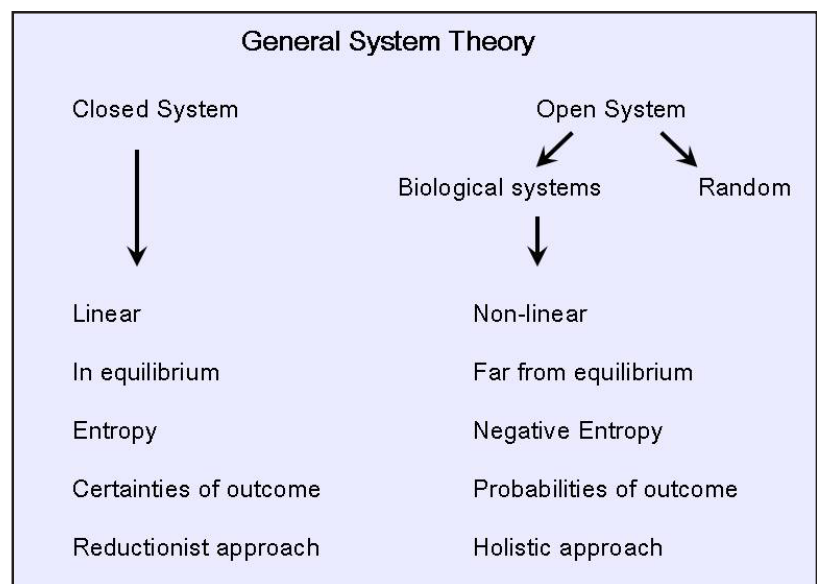 General System Theory
Closed System
Open System
Biological systems
Random
Linear
Non-linear
In equilibrium
Far from equilibrium
Entropy
Negative Entropy
Certainties of outcome
Probabilities of outcome
Reductionist approach
Holistic approach